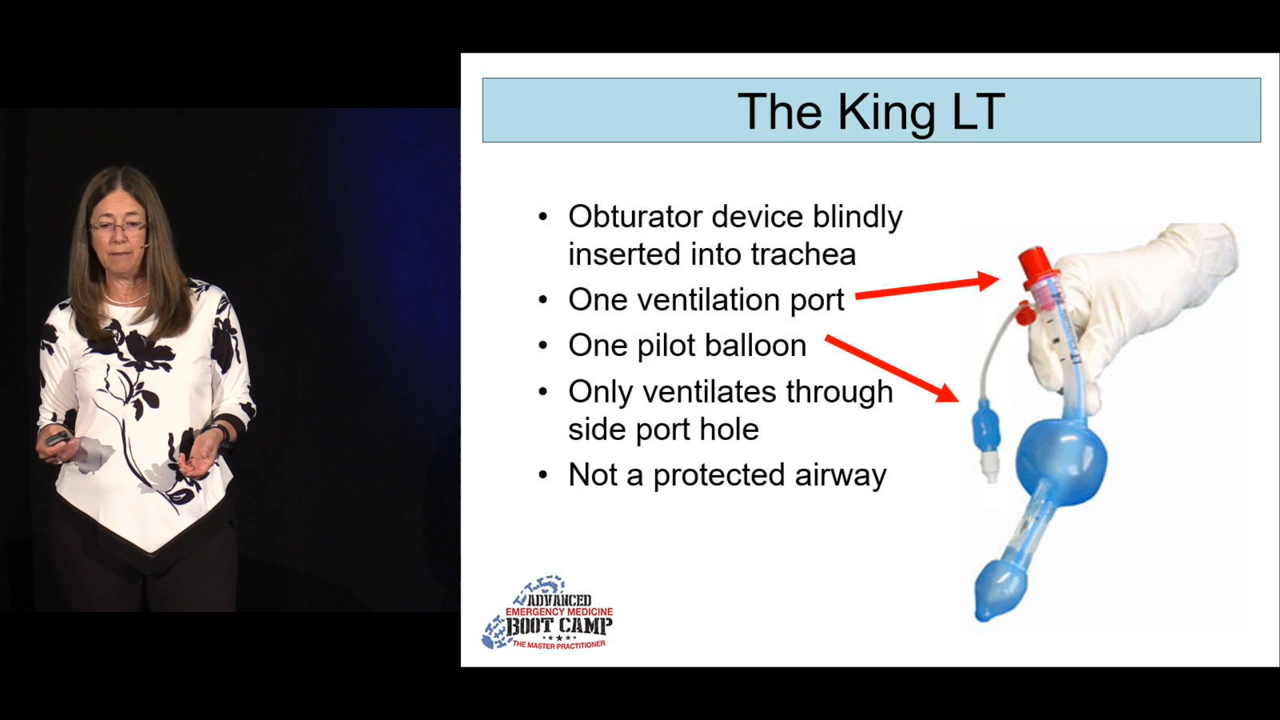 The King LT
• Obturator device blindly
inserted into trachea
• One ventilation port
• One pilot balloon
• Only ventilates through
side port hole
• Not a protected airway
ADVANCED
EMERGENCY MEDICINE
BOOT CAMP
THE MASTER PRACTITIONER